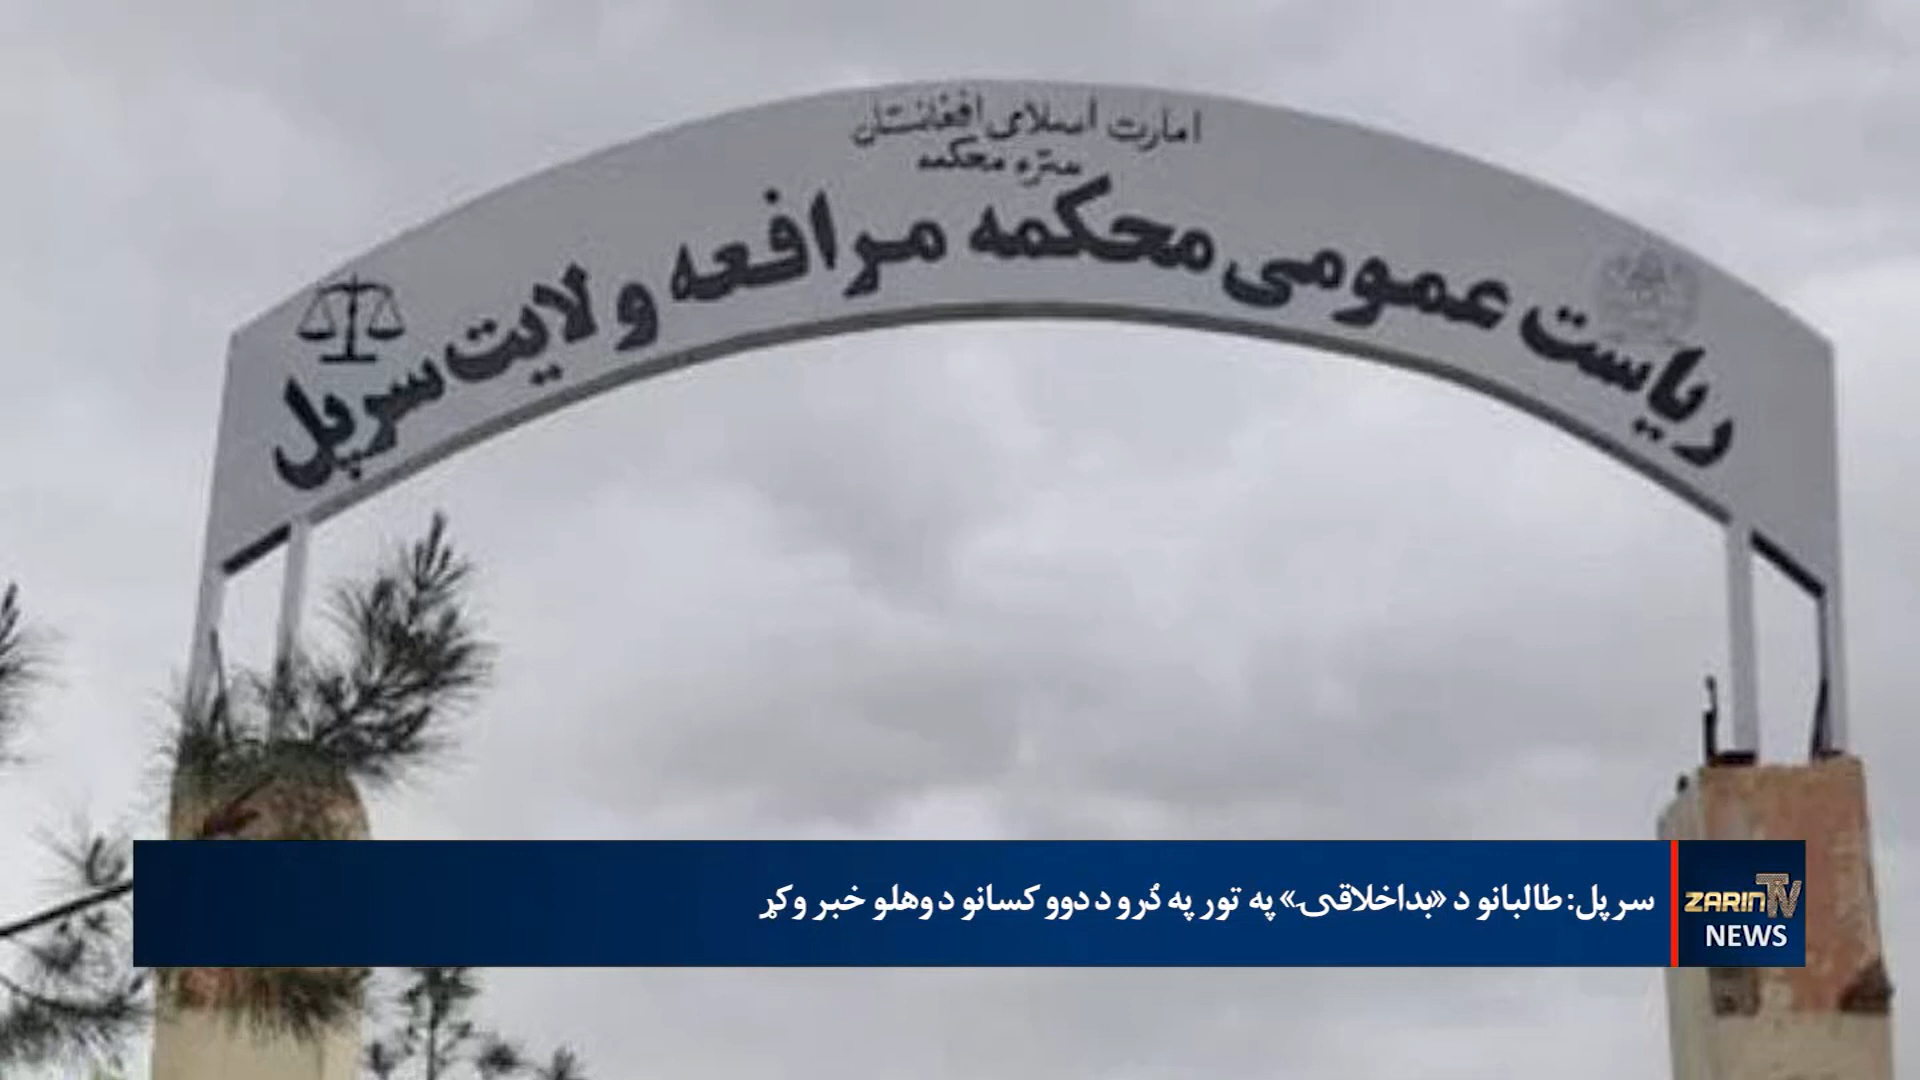 امارت اسلامی افغانستان
ستره محکمه
ریاست عمومی محکمه مرافعه ولایت سرپل
سرپل: طالبانو د «بداخلاقۍ» په تور په دُرو د دوو کسانو د وهلو خبر وکړ
ZARIN TV
NEWS